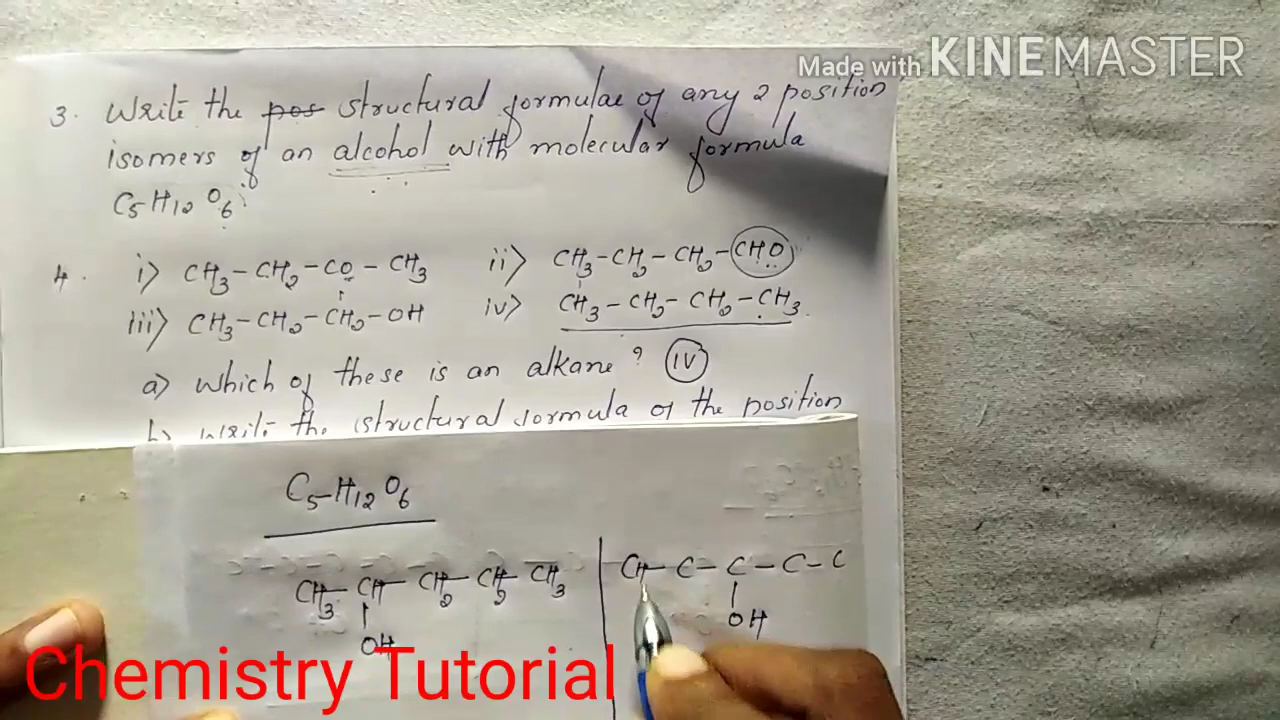 Made with KINEMASTER
3. Write the pos structural formulae of any 2 position
isomers of an alcohol with molecular formula
C5H12O6.
4. i) CH3-CH2-CO-CH3 ii) CH3-CH2-CH2-CHO
iii) CH3-CH2-CH2-OH iv) CH3-CH2-CH2-CH3
a) Which of these is an alkane? IV
b) Write the structural formula of the position
C5H12O6
CH3-CH-CH2-CH2-CH3 CH-C-C-C-C
OH OH
Chemistry Tutorial